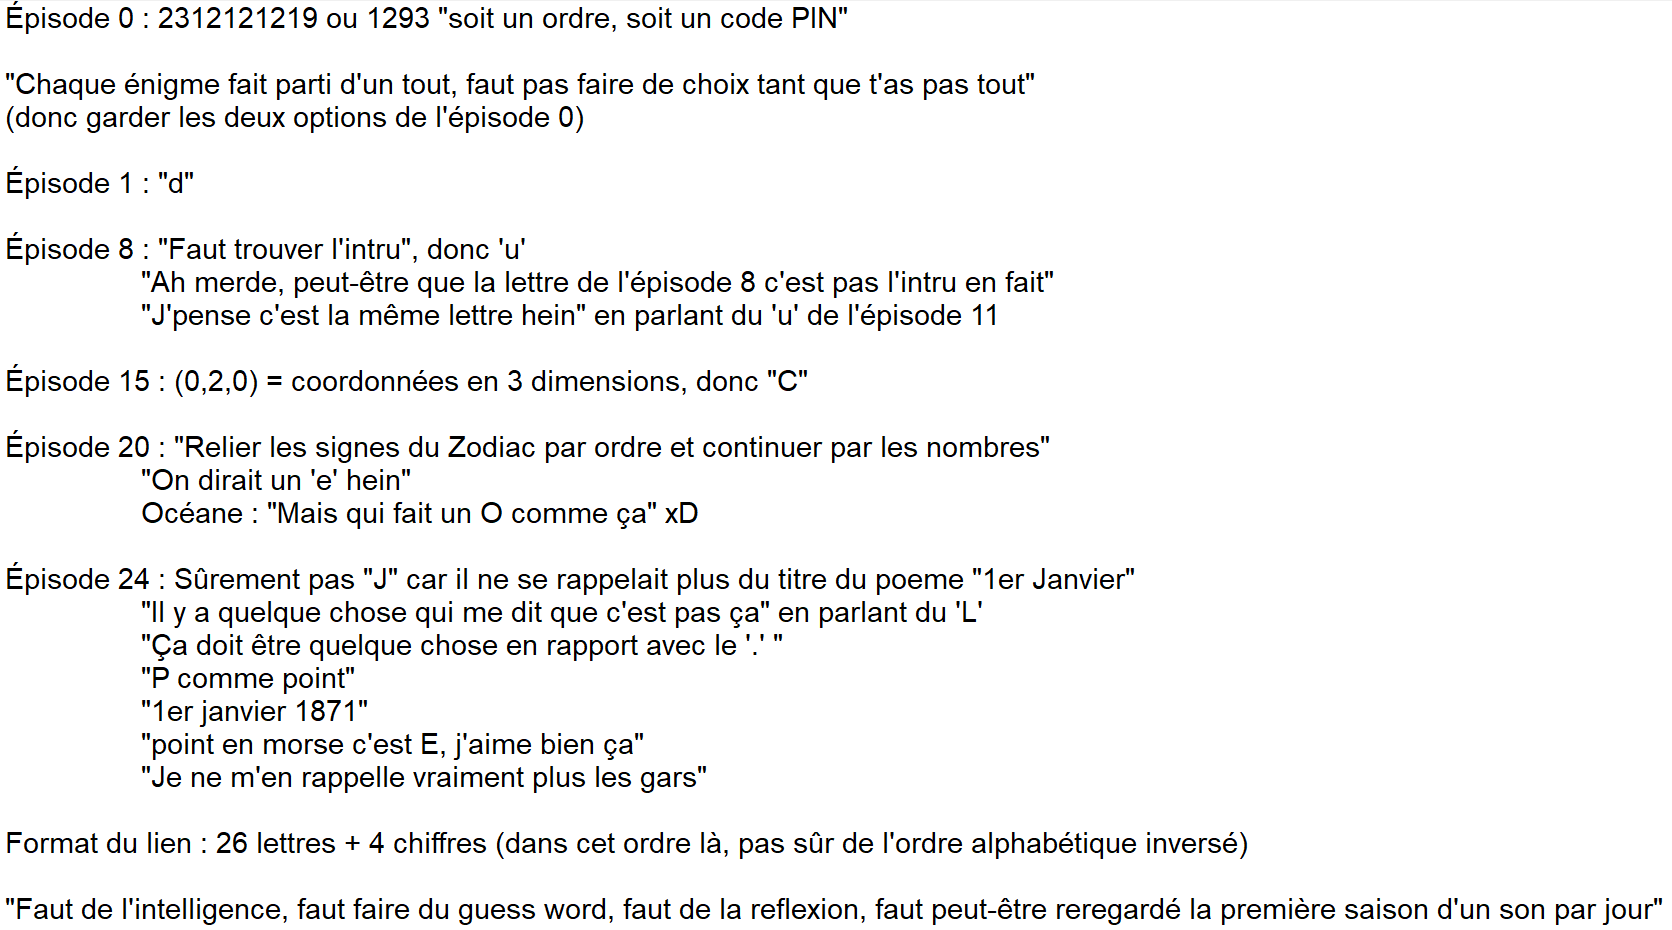 Épisode 0 : 2312121219 ou 1293 "soit un ordre, soit un code PIN"
"Chaque énigme fait parti d'un tout, faut pas faire de choix tant que t'as pas tout"
(donc garder les deux options de l'épisode 0)
Épisode 1 : "d"
Épisode 8 : "Faut trouver l'intru", donc 'u'
"Ah merde, peut-être que la lettre de l'épisode 8 c'est pas l'intru en fait"
"J'pense c'est la même lettre hein" en parlant du 'u' de l'épisode 11
Épisode 15 : (0,2,0) = coordonnées en 3 dimensions, donc "C"
Épisode 20 : "Relier les signes du Zodiac par ordre et continuer par les nombres"
"On dirait un 'e' hein"
Océane : "Mais qui fait un O comme ça" xD
Épisode 24 : Sûrement pas "J" car il ne se rappelait plus du titre du poeme "1er Janvier"
"Il y a quelque chose qui me dit que c'est pas ça" en parlant du 'L'
"Ça doit être quelque chose en rapport avec le '.' "
"P comme point"
"1er janvier 1871"
"point en morse c'est E, j'aime bien ça"
"Je ne m'en rappelle vraiment plus les gars"
Format du lien : 26 lettres + 4 chiffres (dans cet ordre là, pas sûr de l'ordre alphabétique inversé)
"Faut de l'intelligence, faut faire du guess word, faut de la reflexion, faut peut-être reregardé la première saison d'un son par jour"